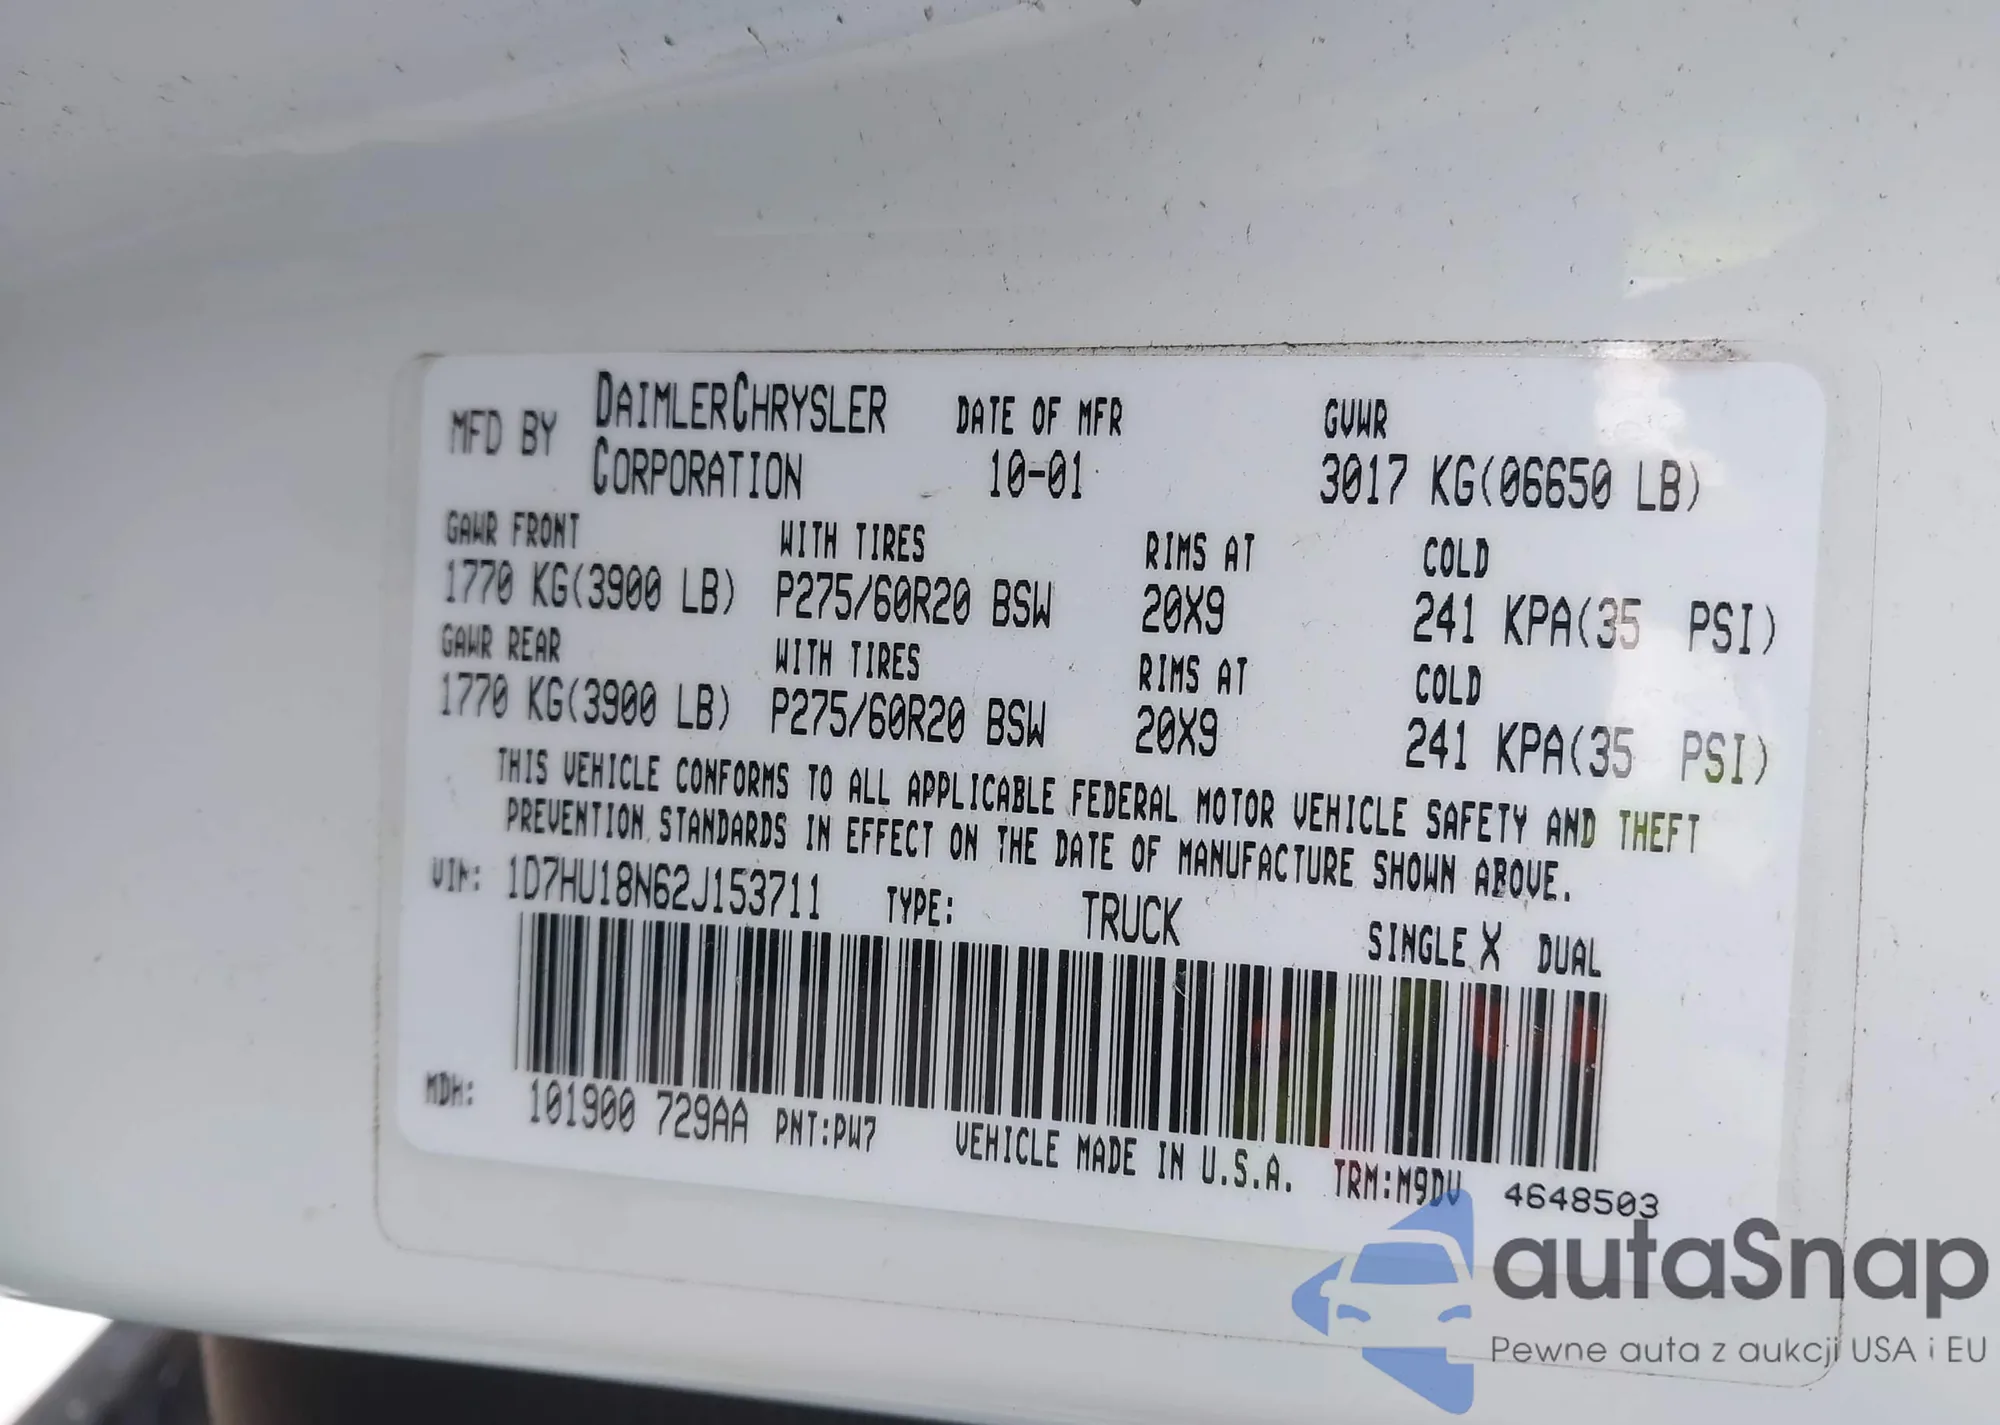 MFD BY DAIMLERCHRYSLER CORPORATION DATE OF MFR 10-01 GVWR 3017 KG(06650 LB)
GAWR FRONT WITH TIRES RIMS AT COLD
1770 KG(3900 LB) P275/60R20 BSW 20X9 241 KPA(35 PSI)
GAWR REAR WITH TIRES RIMS AT COLD
1770 KG(3900 LB) P275/60R20 BSW 20X9 241 KPA(35 PSI)
THIS VEHICLE CONFORMS TO ALL APPLICABLE FEDERAL MOTOR VEHICLE SAFETY AND THEFT
PREVENTION STANDARDS IN EFFECT ON THE DATE OF MANUFACTURE SHOWN ABOVE.
VIN: 1D7HU18N62J153711 TYPE: TRUCK SINGLE X DUAL
MDH: 101900 729AA PNT:PW7 VEHICLE MADE IN U.S.A. TRM:M9DV 4648503
autaSnap
Pewne auta z aukcji USA i EU